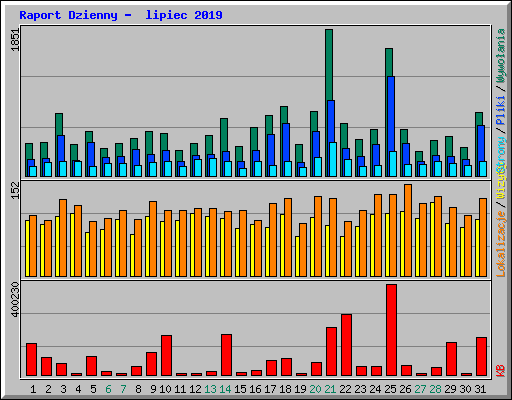 Raport Dzienny - lipiec 2019
1851
152
400230
Wywołania / Pliki / Strony
Wizyt / Lokalizacje
KB
1 2 3 4 5 6 7 8 9 10 11 12 13 14 15 16 17 18 19 20 21 22 23 24 25 26 27 28 29 30 31